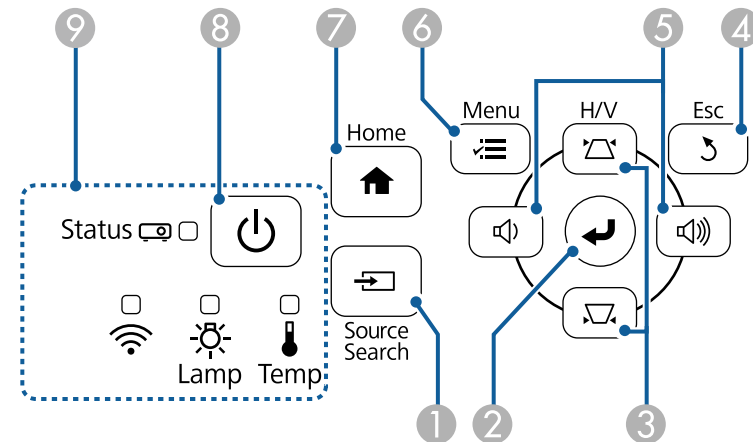 9 8 7 6 5 4
Menu H/V Esc
Home
Status
Source
Search
Lamp Temp
1 2 3